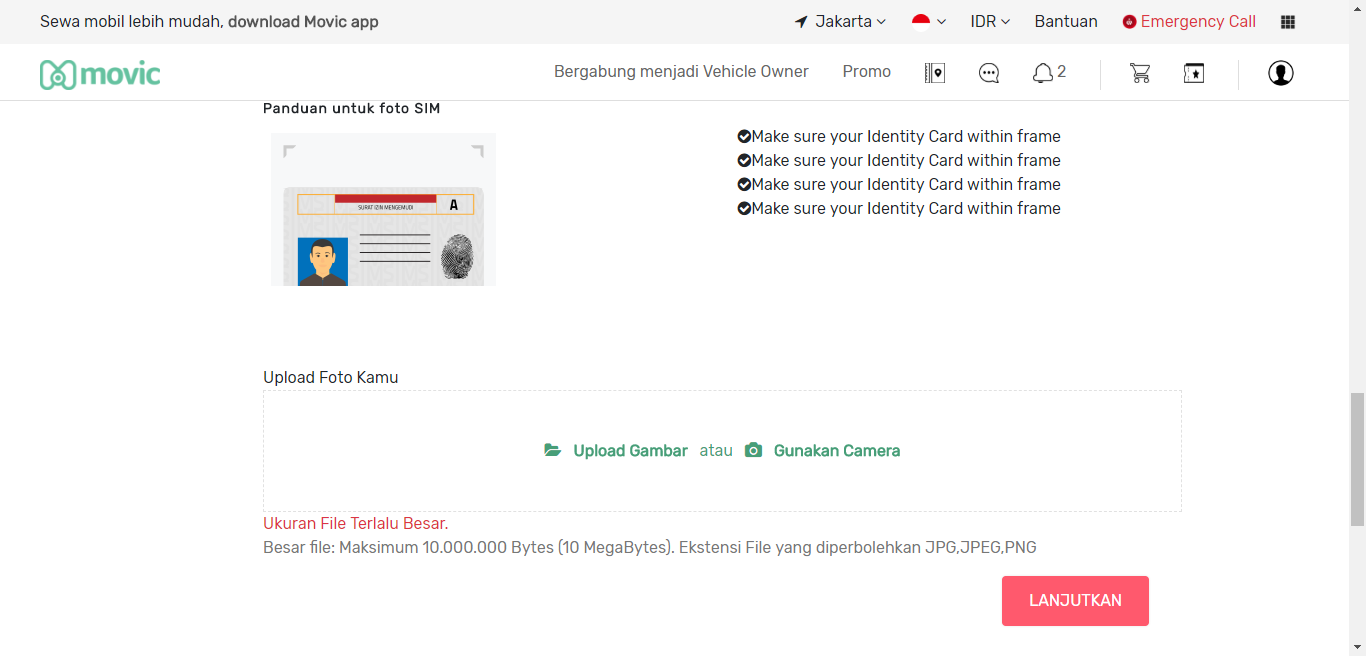 Sewa mobil lebih mudah, download Movic app
Jakarta
IDR
Bantuan
Emergency Call
movic
Bergabung menjadi Vehicle Owner
Promo
2
Panduan untuk foto SIM
SURAT IZIN MENGEMUDI
A
Make sure your Identity Card within frame
Make sure your Identity Card within frame
Make sure your Identity Card within frame
Make sure your Identity Card within frame
Upload Foto Kamu
Upload Gambar atau Gunakan Camera
Ukuran File Terlalu Besar.
Besar file: Maksimum 10.000.000 Bytes (10 MegaBytes). Ekstensi File yang diperbolehkan JPG,JPEG,PNG
LANJUTKAN